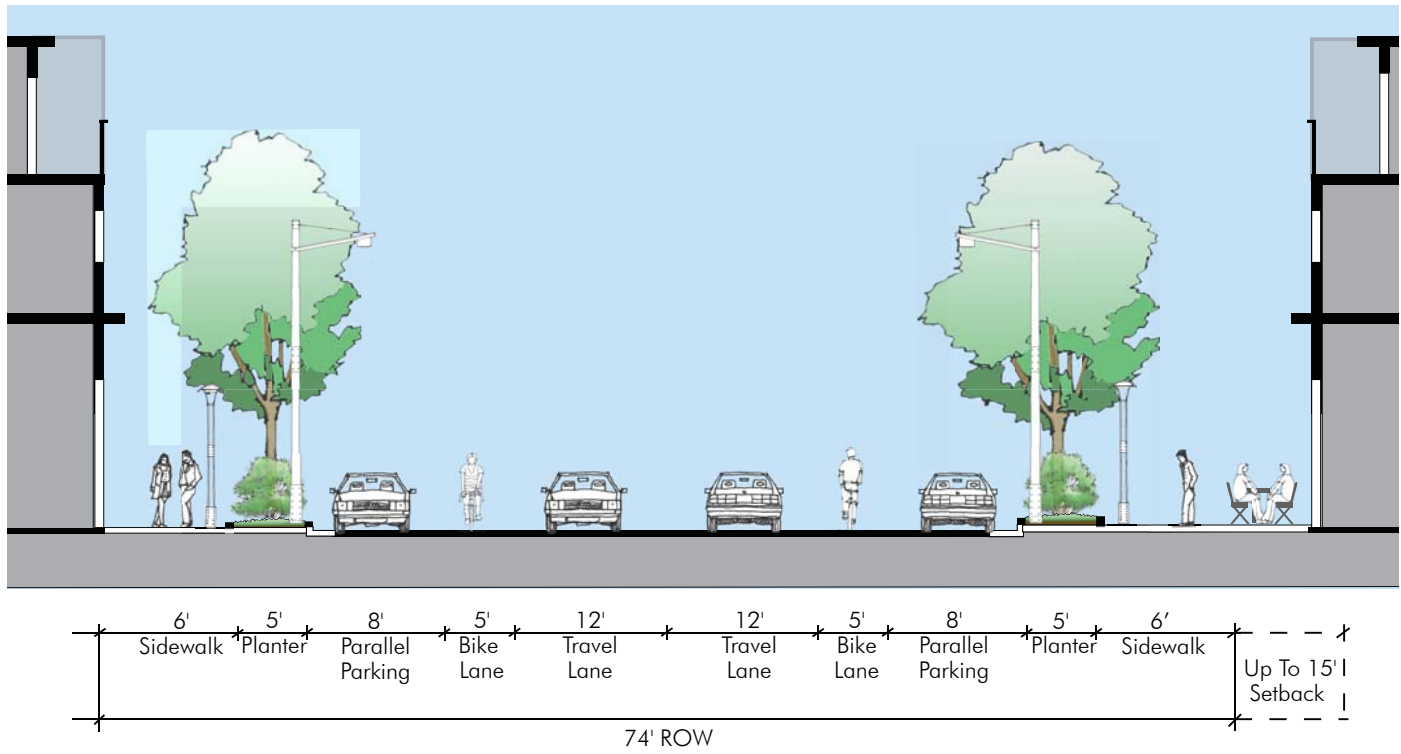 6' 5' 8' 5' 12' 12' 5' 8' 5' 6’
Sidewalk Planter Parallel Bike Travel Travel Bike Parallel Planter Sidewalk
Parking Lane Lane Lane Lane Parking
Up To 15'
Setback
74' ROW